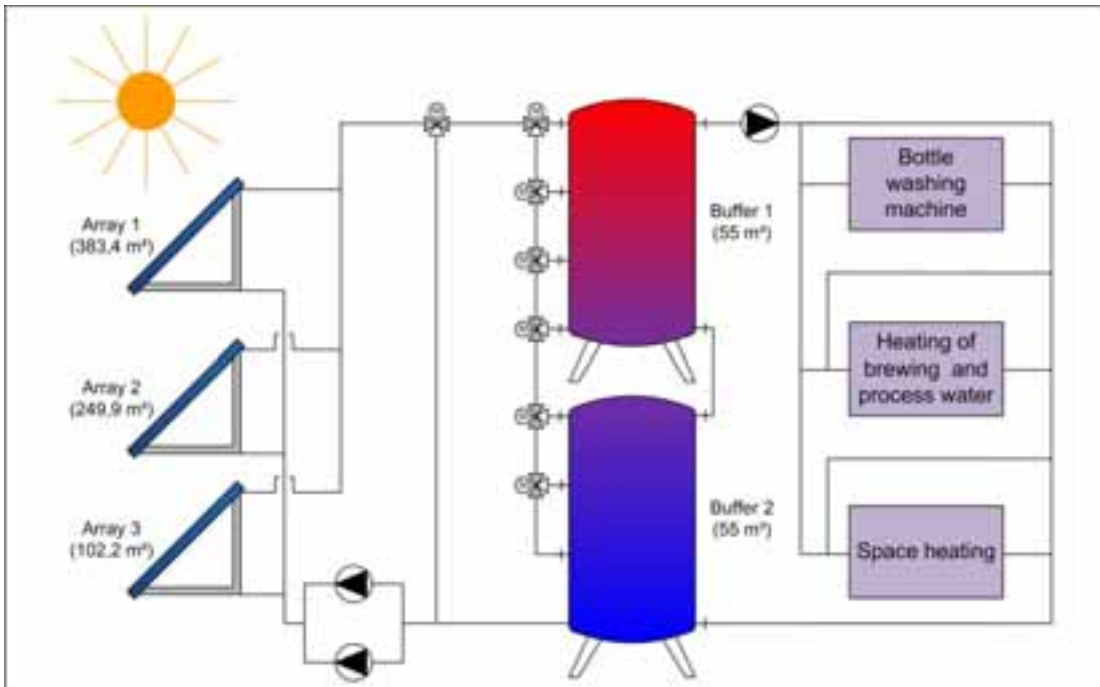 Array 1
(383,4 m²)
Array 2
(249,9 m²)
Array 3
(102,2 m²)
Buffer 1
(55 m³)
Buffer 2
(55 m³)
Bottle
washing
machine
Heating of
brewing and
process water
Space heating